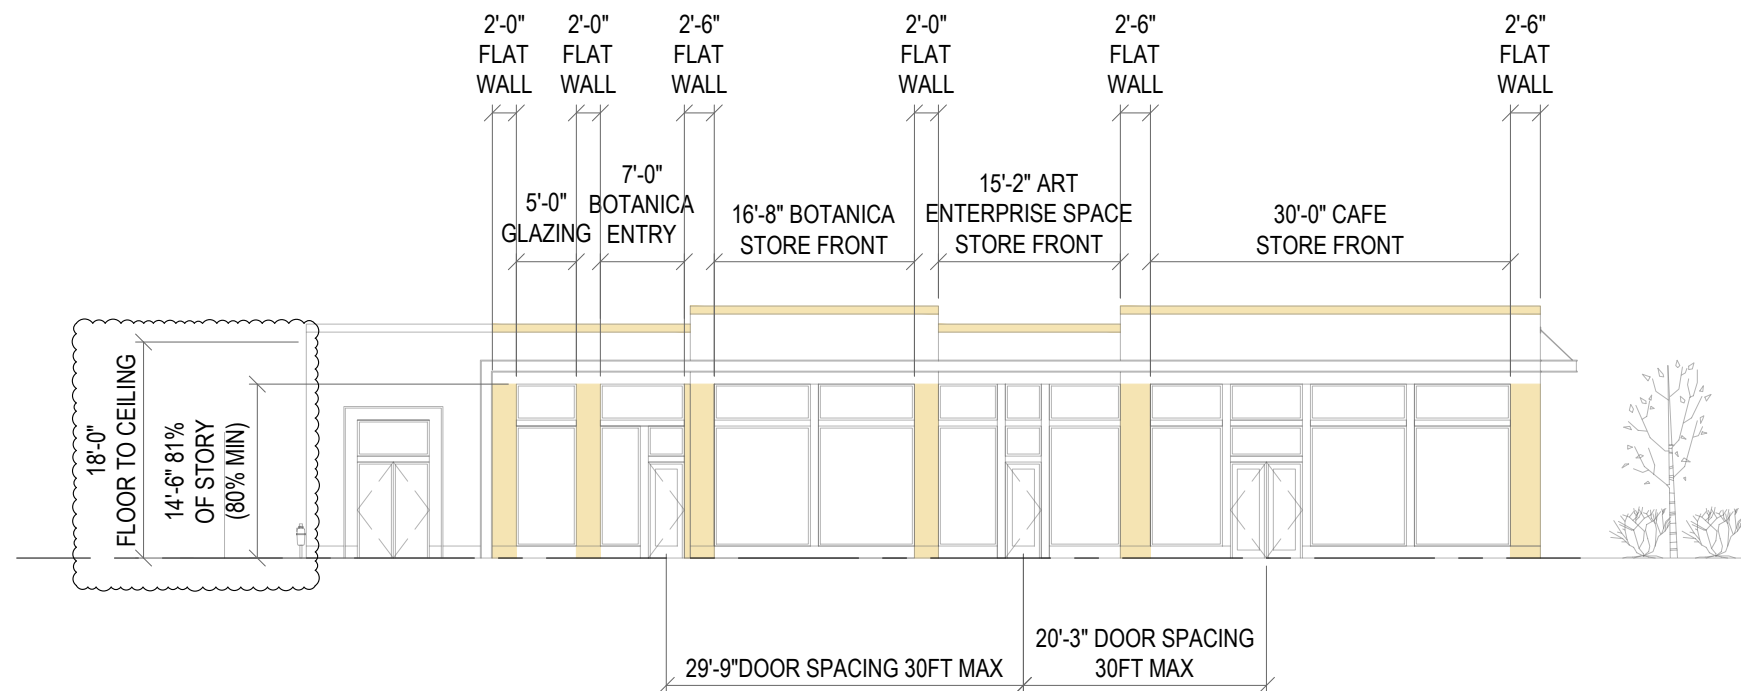 2'-0"
FLAT
WALL
2'-0"
FLAT
WALL
2'-6"
FLAT
WALL
2'-0"
FLAT
WALL
2'-6"
FLAT
WALL
2'-6"
FLAT
WALL
5'-0"
GLAZING
7'-0"
BOTANICA
ENTRY
16'-8" BOTANICA
STORE FRONT
15'-2" ART
ENTERPRISE SPACE
STORE FRONT
30'-0" CAFE
STORE FRONT
18'-0"
FLOOR TO CEILING
14'-6" 81%
OF STORY
(80% MIN)
29'-9"DOOR SPACING 30FT MAX
20'-3" DOOR SPACING
30FT MAX